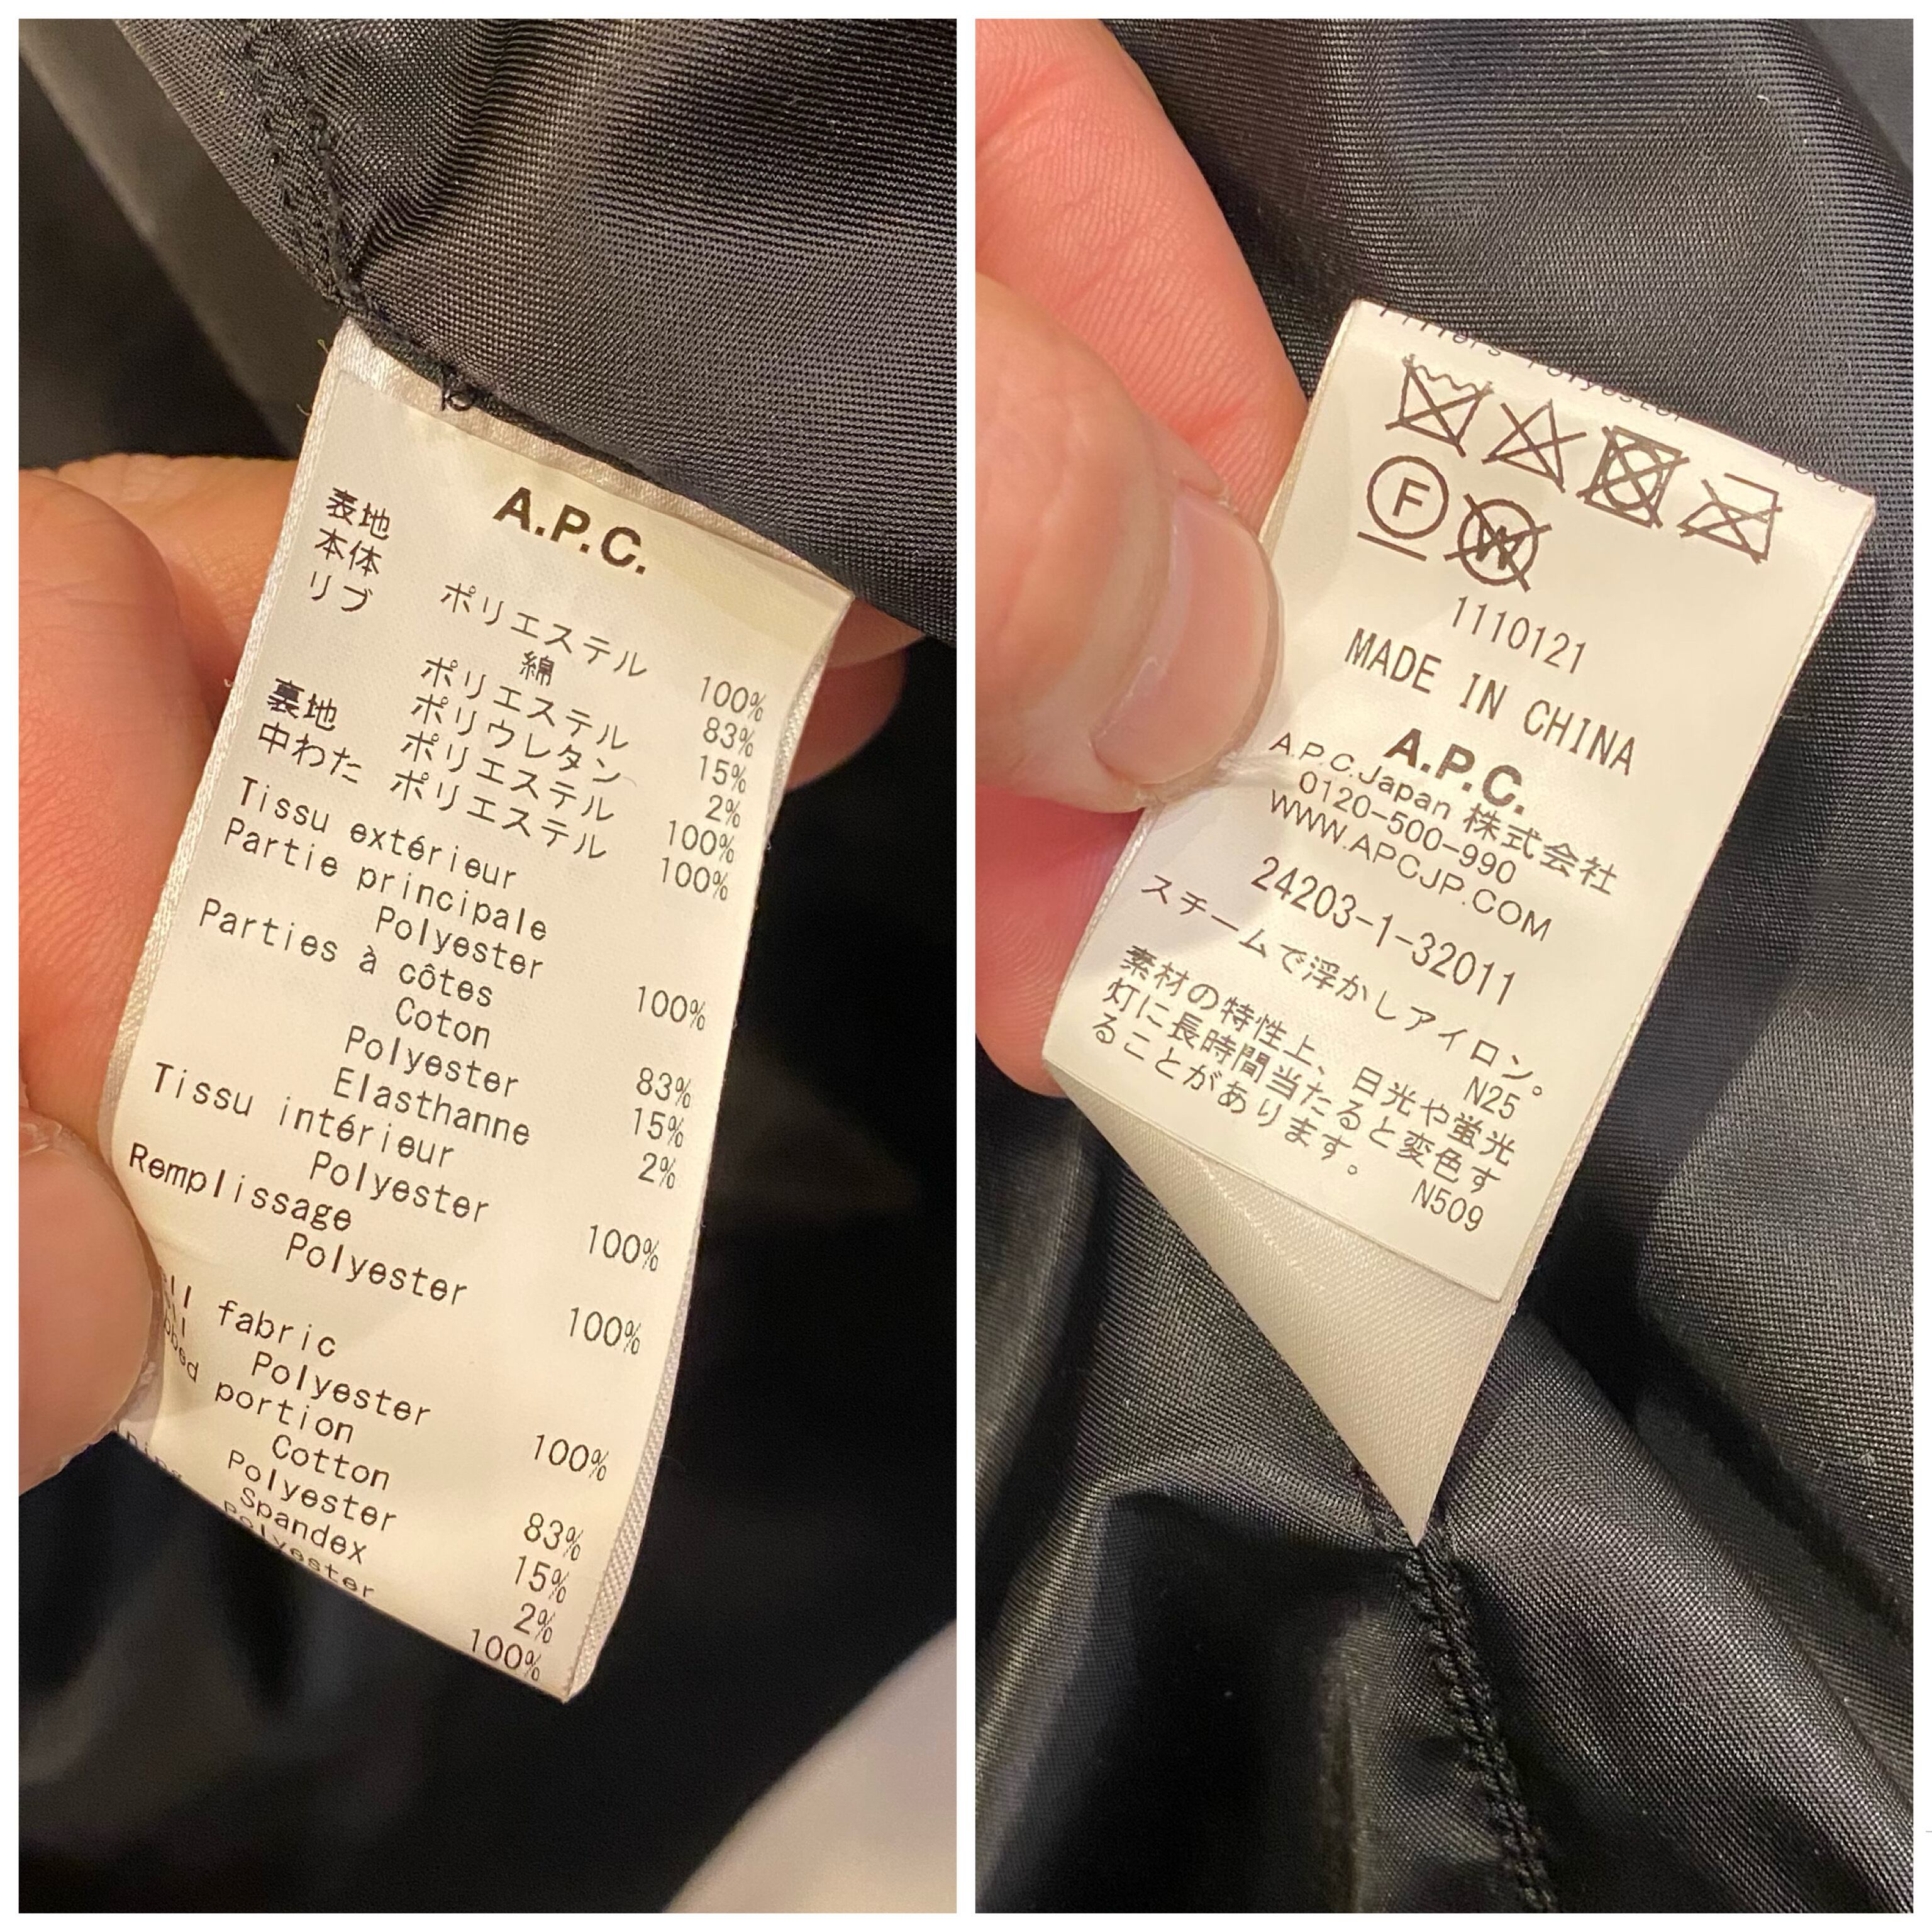 A.P.C.
表地
本体
ポリエステル 100%
リブ
綿 83%
ポリエステル 15%
ポリウレタン 2%
裏地 ポリエステル 100%
中わた ポリエステル 100%
Tissu extérieur
Partie principale
Polyester 100%
Parties à côtes
Coton 83%
Polyester 15%
Elasthanne 2%
Tissu intérieur
Polyester 100%
Remplissage
Polyester 100%
fabric
Polyester 100%
portion
Cotton 83%
Polyester 15%
Spandex 2%
Polyester 100%
Polyester 100%
F
W
1110121
MADE IN CHINA
A.P.C.
A.P.C.Japan 株式会社
0120-500-990
WWW.APCJP.COM
24203-1-32011
スチームで浮かしアイロン。
N25
素材の特性上、日光や蛍光
灯に長時間当たると変色す
ることがあります。
N509